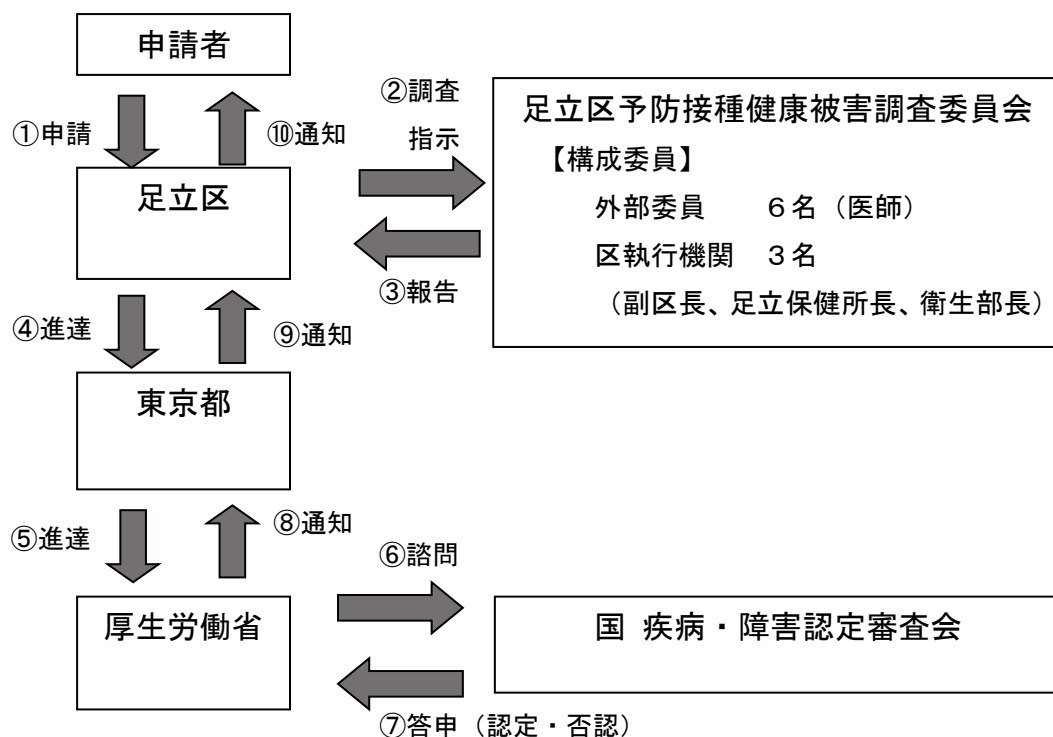 申請者
①申請
⑩通知
②調査
指示
足立区
③報告
足立区予防接種健康被害調査委員会
【構成委員】
外部委員　　６名（医師）
区執行機関　３名
（副区長、足立保健所長、衛生部長）
④進達
⑨通知
東京都
⑤進達
⑧通知
⑥諮問
厚生労働省
国 疾病・障害認定審査会
⑦答申（認定・否認）